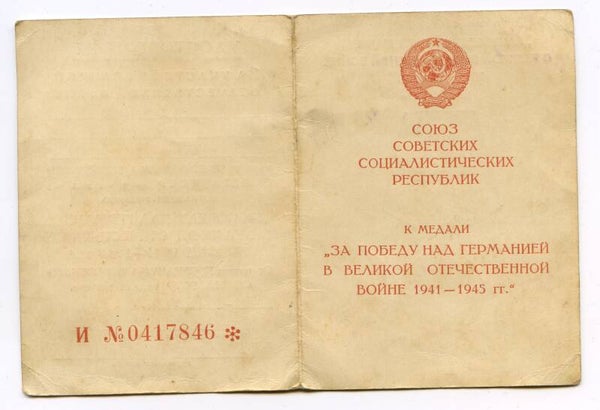 И №0417846 *
СОЮЗ
СОВЕТСКИХ
СОЦИАЛИСТИЧЕСКИХ
РЕСПУБЛИК
К МЕДАЛИ
„ЗА ПОБЕДУ НАД ГЕРМАНИЕЙ
В ВЕЛИКОЙ ОТЕЧЕСТВЕННОЙ
ВОЙНЕ 1941—1945 гг.“